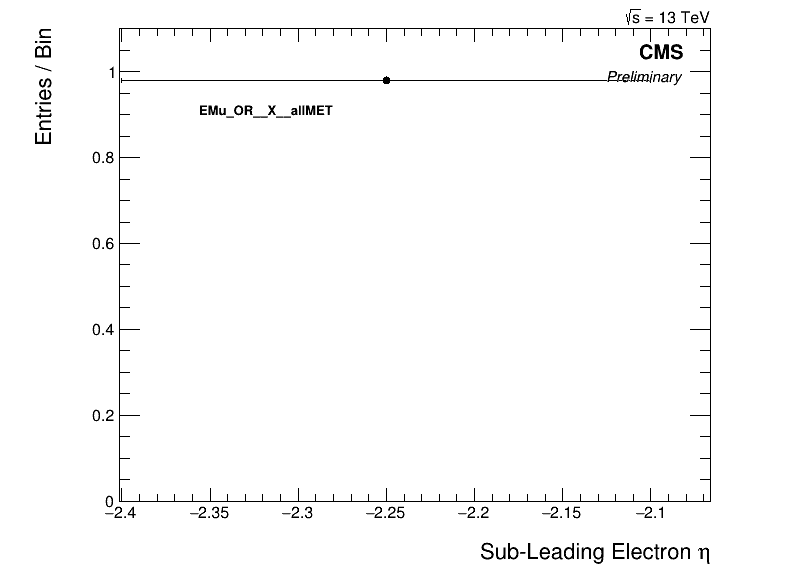 √s = 13 TeV
Entries / Bin
CMS
Preliminary
EMu_OR__X__allMET
1
0.8
0.6
0.4
0.2
0
−2.4 −2.35 −2.3 −2.25 −2.2 −2.15 −2.1
Sub-Leading Electron η